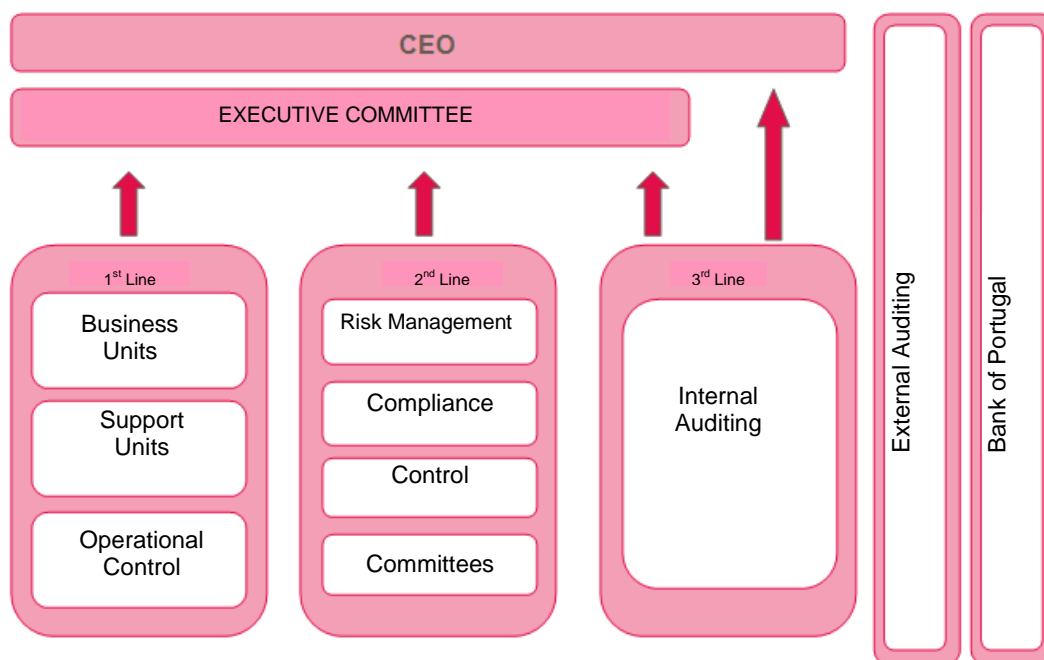 CEO
EXECUTIVE COMMITTEE
1st Line
Business
Units
Support
Units
Operational
Control
2nd Line
Risk Management
Compliance
Control
Committees
3rd Line
Internal
Auditing
External Auditing
Bank of Portugal